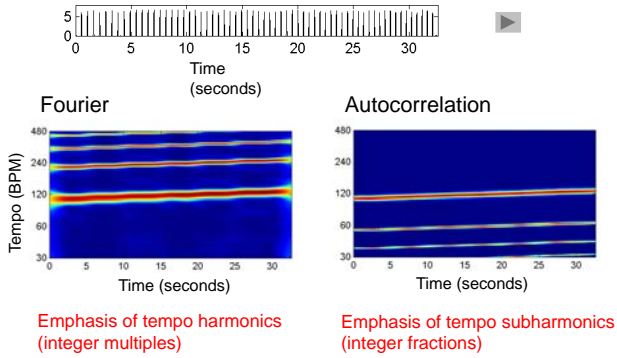 5
0
0 5 10 15 20 25 30
Time
(seconds)
Fourier
Autocorrelation
Tempo (BPM)
480
240
120
60
30
0 5 10 15 20 25 30
Time (seconds)
480
240
120
60
30
0 5 10 15 20 25 30
Time (seconds)
Emphasis of tempo harmonics
(integer multiples)
Emphasis of tempo subharmonics
(integer fractions)